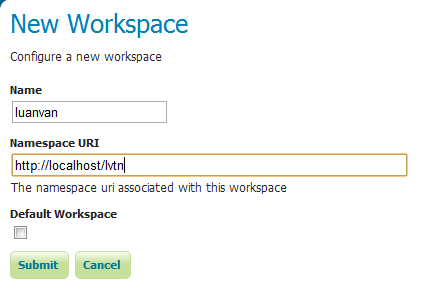 New Workspace
Configure a new workspace
Name
luanvan
Namespace URI
http://localhost/lvtn
The namespace uri associated with this workspace
Default Workspace
Submit Cancel